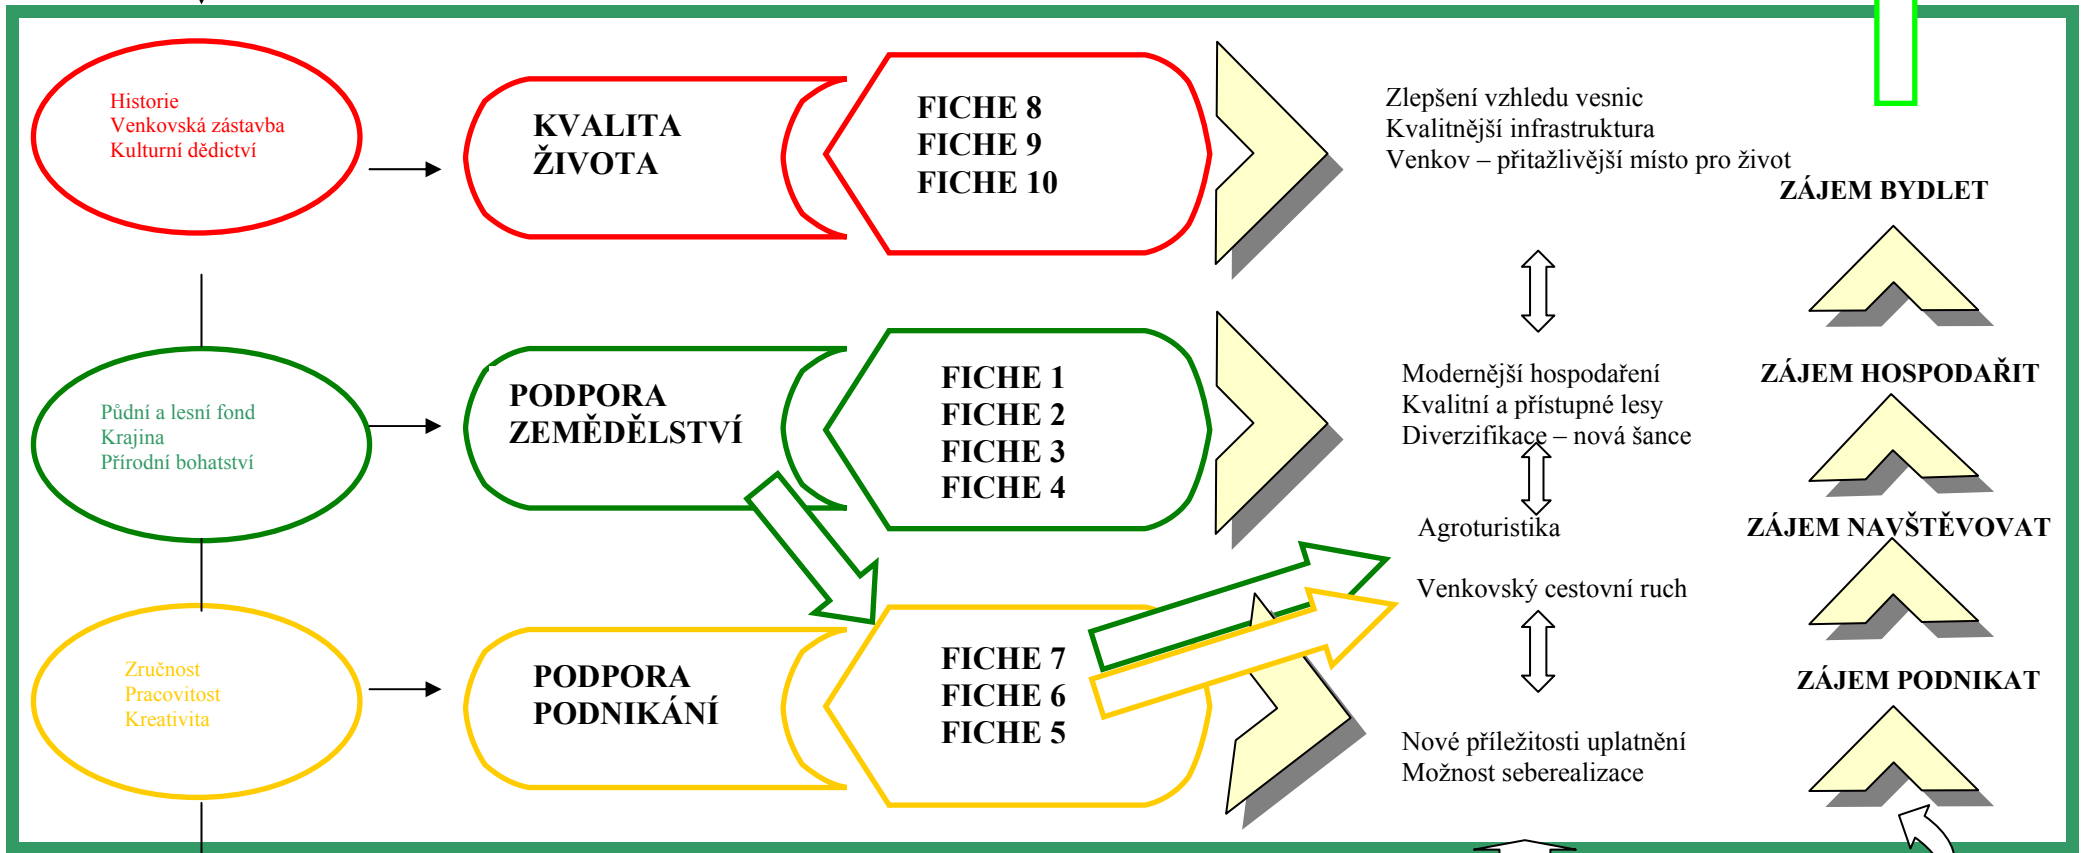 Historie
Venkovská zástavba
Kulturní dědictví
KVALITA
ŽIVOTA
FICHE 8
FICHE 9
FICHE 10
Zlepšení vzhledu vesnic
Kvalitnější infrastruktura
Venkov – přitažlivější místo pro život
ZÁJEM BYDLET
Půdní a lesní fond
Krajina
Přírodní bohatství
PODPORA
ZEMĚDĚLSTVÍ
FICHE 1
FICHE 2
FICHE 3
FICHE 4
Modernější hospodaření
Kvalitní a přístupné lesy
Diverzifikace – nová šance
ZÁJEM HOSPODAŘIT
Agroturistika
Venkovský cestovní ruch
ZÁJEM NAVŠTĚVOVAT
Zručnost
Pracovitost
Kreativita
PODPORA
PODNIKÁNÍ
FICHE 7
FICHE 6
FICHE 5
Nové příležitosti uplatnění
Možnost seberealizace
ZÁJEM PODNIKAT